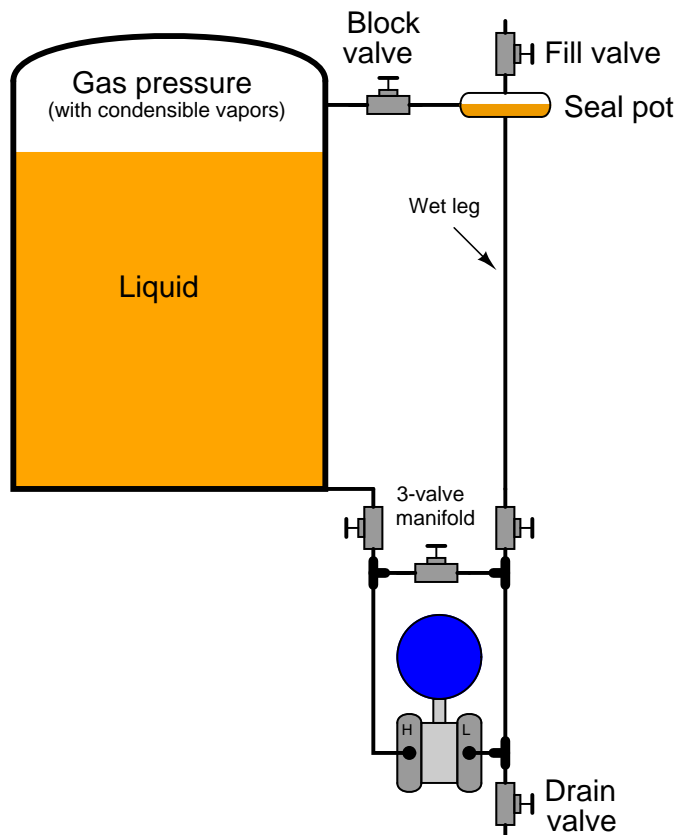 Block
valve
Fill valve
Gas pressure
(with condensible vapors)
Seal pot
Wet leg
Liquid
3-valve
manifold
H
L
Drain
valve